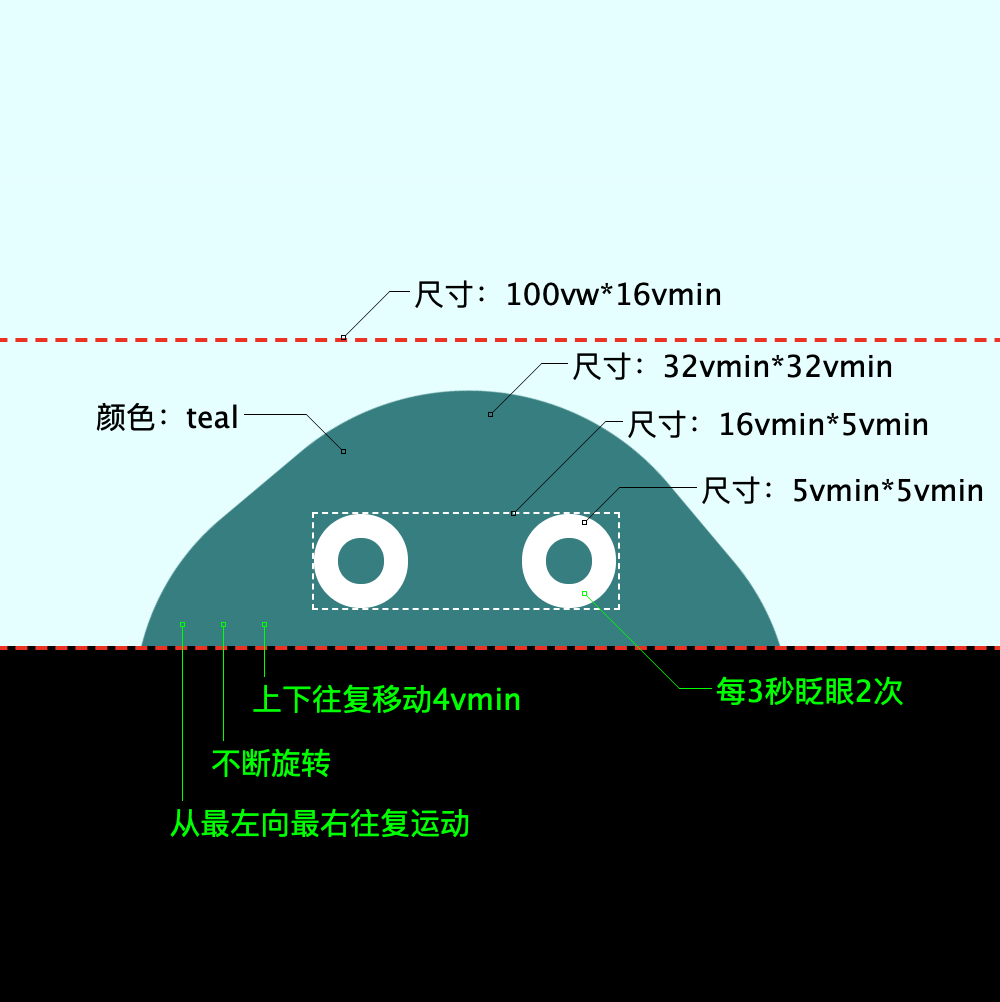 尺寸：100vw*16vmin
尺寸：32vmin*32vmin
颜色：teal
尺寸：16vmin*5vmin
尺寸：5vmin*5vmin
每3秒眨眼2次
上下往复移动4vmin
不断旋转
从最左向最右往复运动